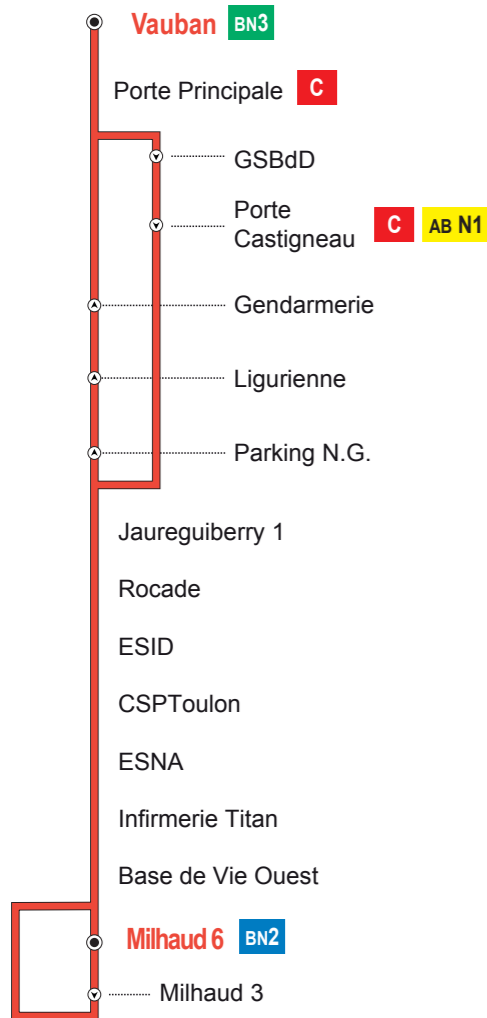 Vauban BN3
Porte Principale C
GSBdD
Porte
Castigneau C AB N1
Gendarmerie
Ligurienne
Parking N.G.
Jaureguiberry 1
Rocade
ESID
CSPToulon
ESNA
Infirmerie Titan
Base de Vie Ouest
Milhaud 6 BN2
Milhaud 3